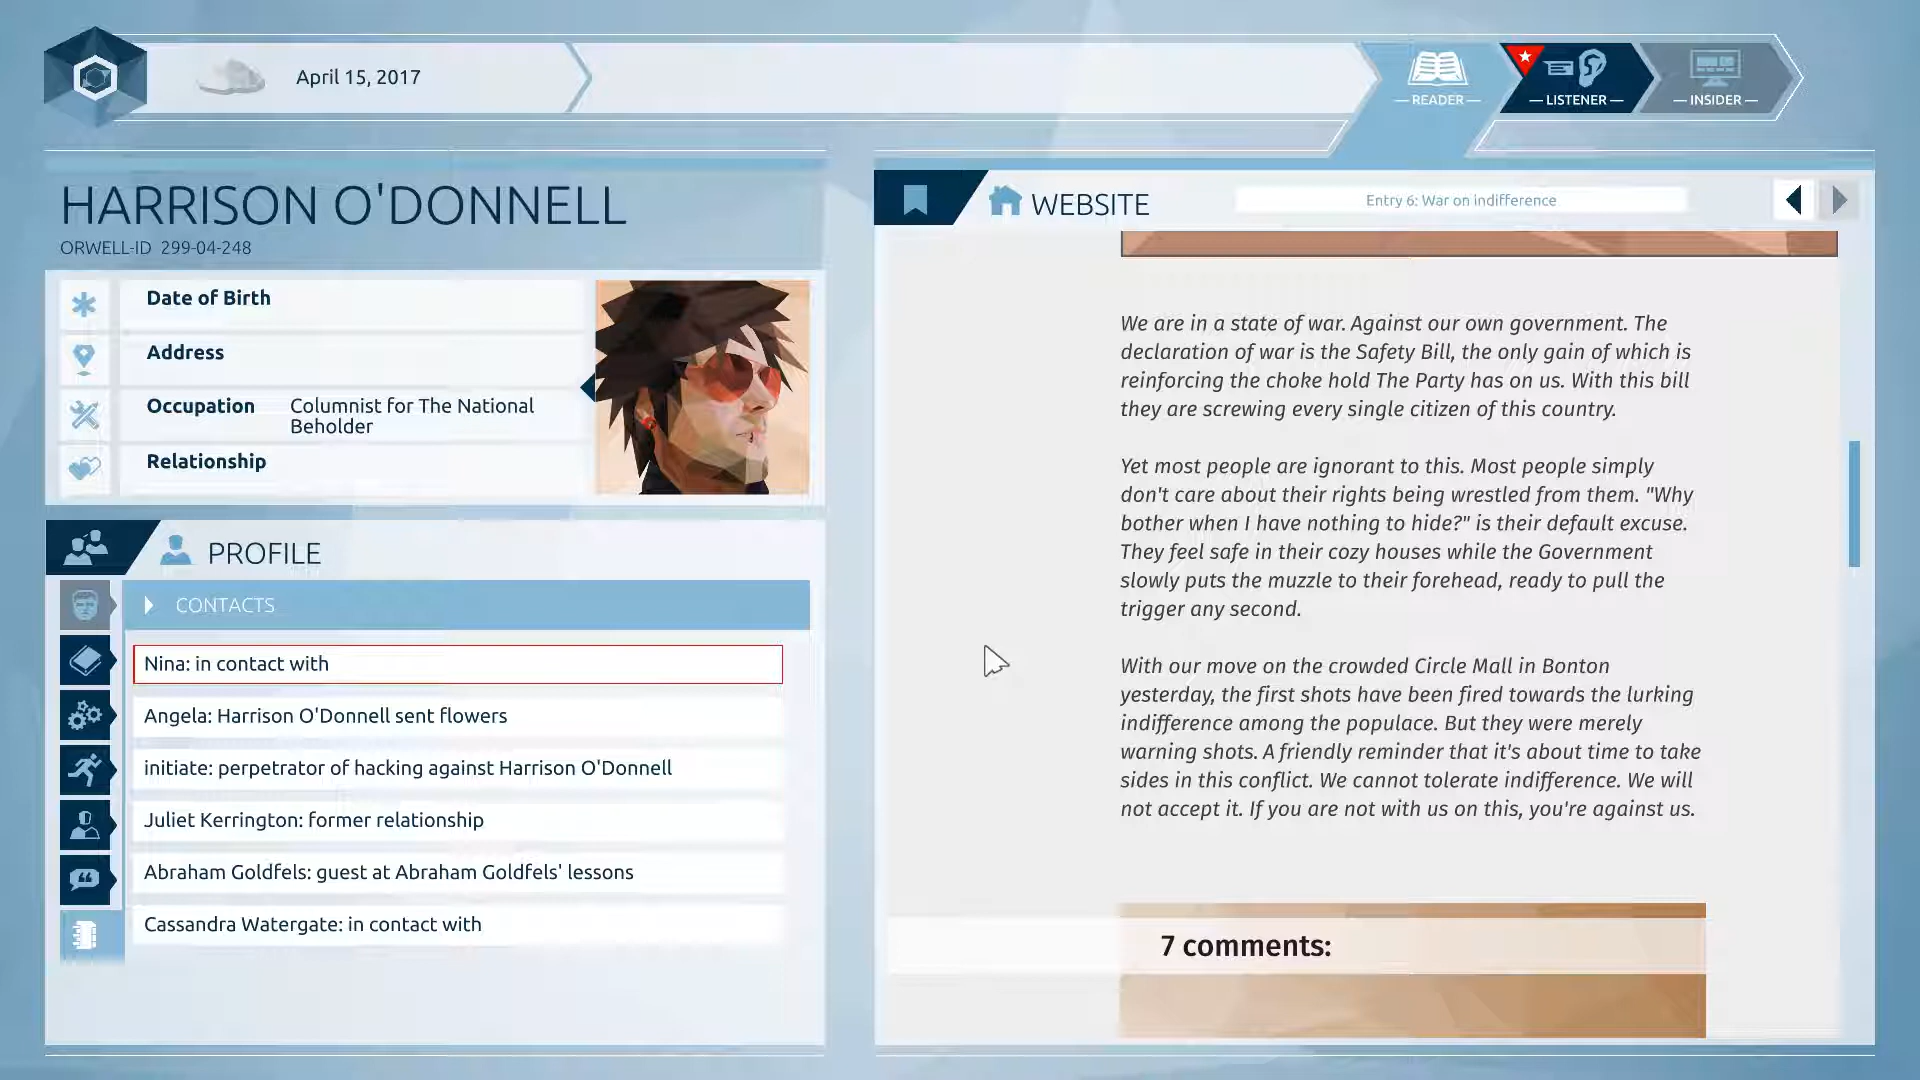 April 15, 2017
READER
LISTENER
INSIDER
HARRISON O'DONNELL
ORWELL-ID 299-04-248
Date of Birth
Address
Occupation Columnist for The National
Beholder
Relationship
PROFILE
CONTACTS
Nina: in contact with
Angela: Harrison O'Donnell sent flowers
initiate: perpetrator of hacking against Harrison O'Donnell
Juliet Kerrington: former relationship
Abraham Goldfels: guest at Abraham Goldfels' lessons
Cassandra Watergate: in contact with
WEBSITE
Entry 6: War on indifference
We are in a state of war. Against our own government. The
declaration of war is the Safety Bill, the only gain of which is
reinforcing the choke hold The Party has on us. With this bill
they are screwing every single citizen of this country.
Yet most people are ignorant to this. Most people simply
don't care about their rights being wrestled from them. "Why
bother when I have nothing to hide?" is their default excuse.
They feel safe in their cozy houses while the Government
slowly puts the muzzle to their forehead, ready to pull the
trigger any second.
With our move on the crowded Circle Mall in Bonton
yesterday, the first shots have been fired towards the lurking
indifference among the populace. But they were merely
warning shots. A friendly reminder that it's about time to take
sides in this conflict. We cannot tolerate indifference. We will
not accept it. If you are not with us on this, you're against us.
7 comments: